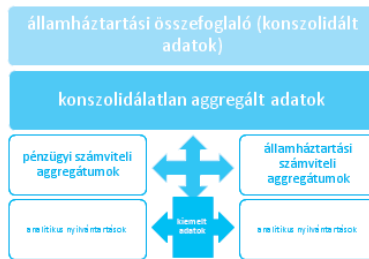 államháztartási összefoglaló (konszolidált
adatok)
konszolidálatlan aggregált adatok
pénzügyi számviteli
aggregátumok
államháztartási
számviteli
aggregátumok
analitikus nyilvántartások
kiemelt
adatok
analitikus nyilvántartások